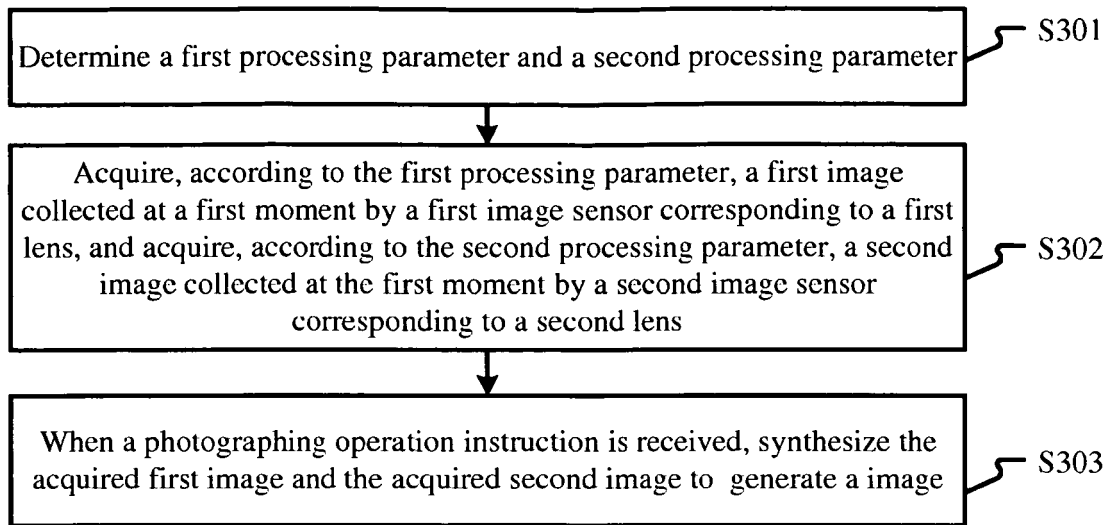 Determine a first processing parameter and a second processing parameter
S301
Acquire, according to the first processing parameter, a first image
collected at a first moment by a first image sensor corresponding to a first
lens, and acquire, according to the second processing parameter, a second
image collected at the first moment by a second image sensor
corresponding to a second lens
S302
When a photographing operation instruction is received, synthesize the
acquired first image and the acquired second image to generate a image
S303